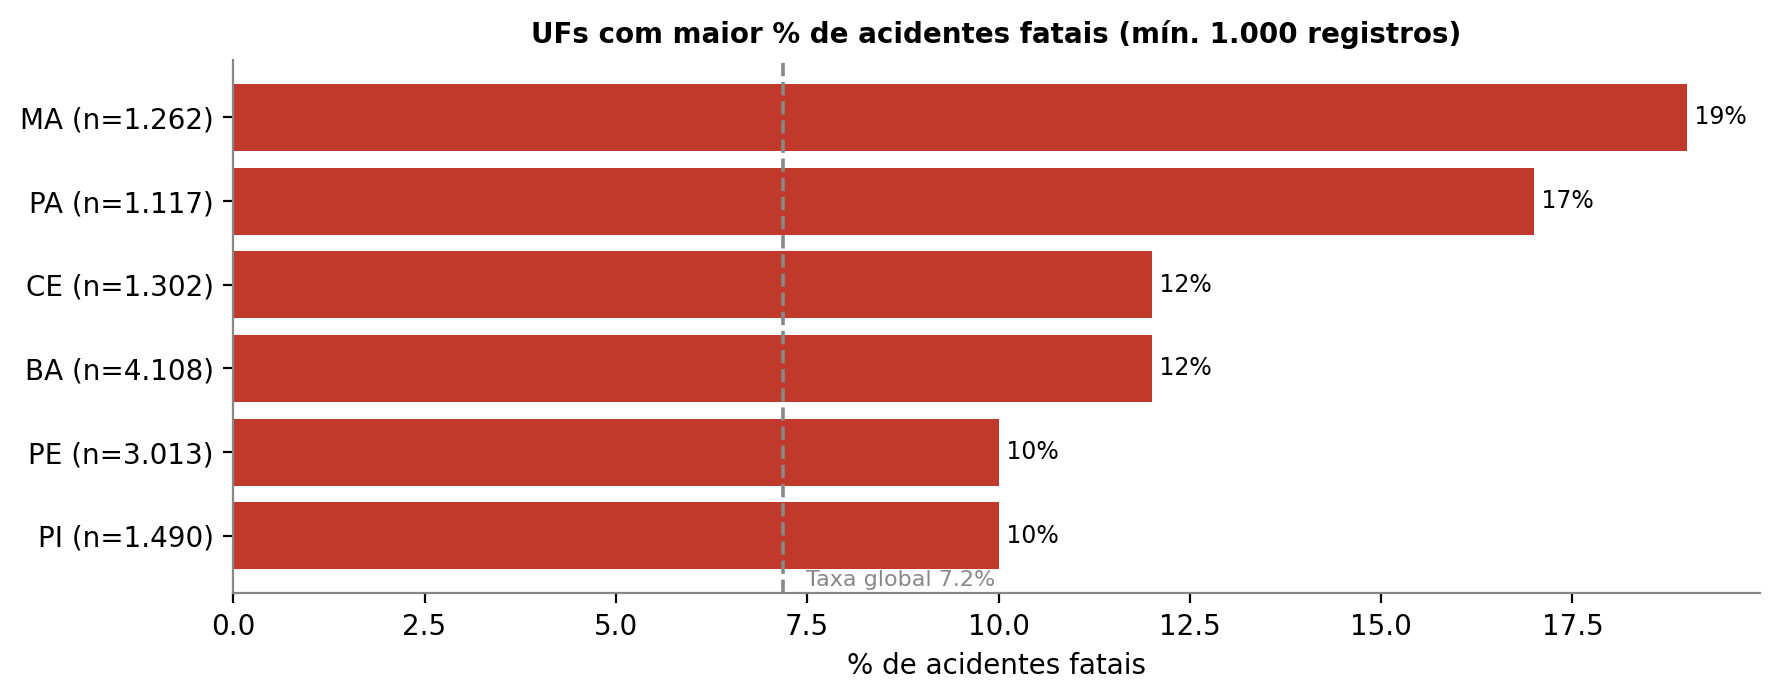 UFs com maior % de acidentes fatais (mín. 1.000 registros)
MA (n=1.262) 19%
PA (n=1.117) 17%
CE (n=1.302) 12%
BA (n=4.108) 12%
PE (n=3.013) 10%
PI (n=1.490) 10%
Taxa global 7.2%
0.0 2.5 5.0 7.5 10.0 12.5 15.0 17.5
% de acidentes fatais